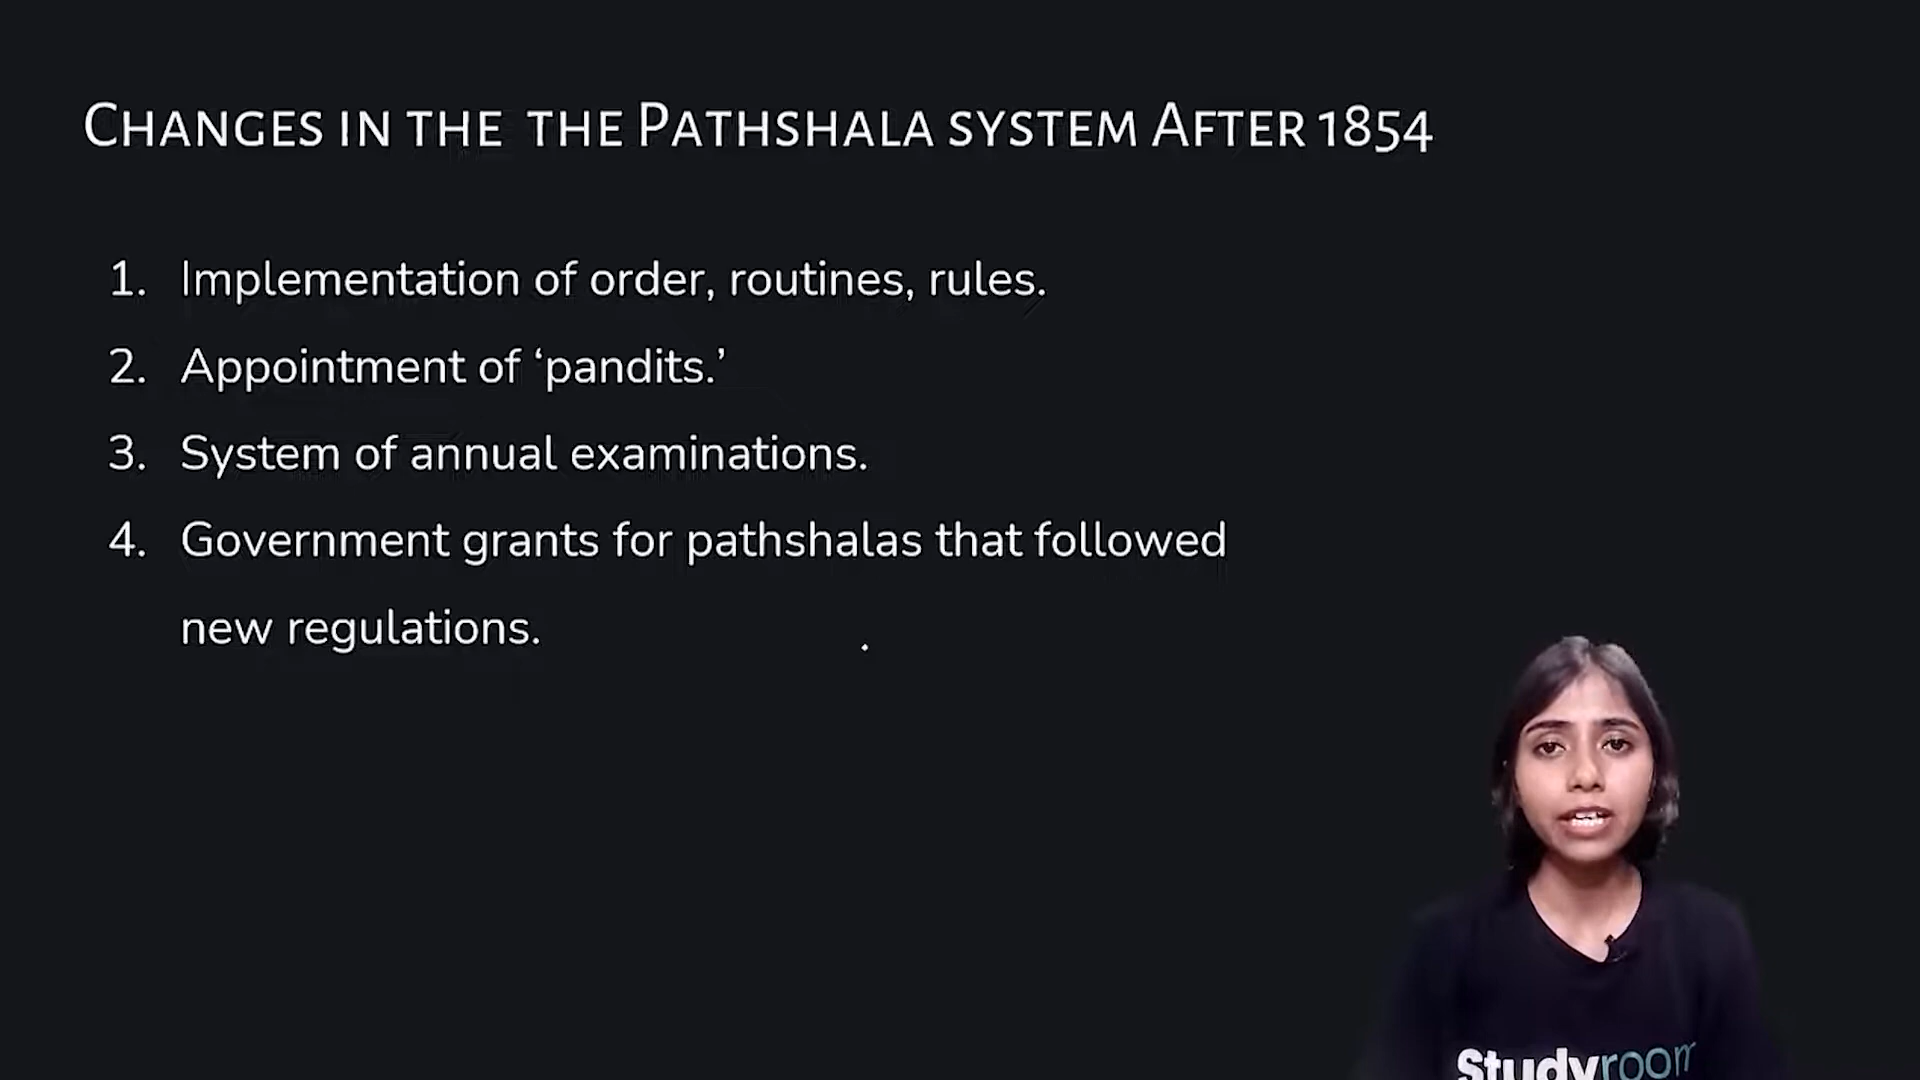 Changes in the the Pathshala system After 1854
1. Implementation of order, routines, rules.
2. Appointment of ‘pandits.’
3. System of annual examinations.
4. Government grants for pathshalas that followed
new regulations.
Studyroom